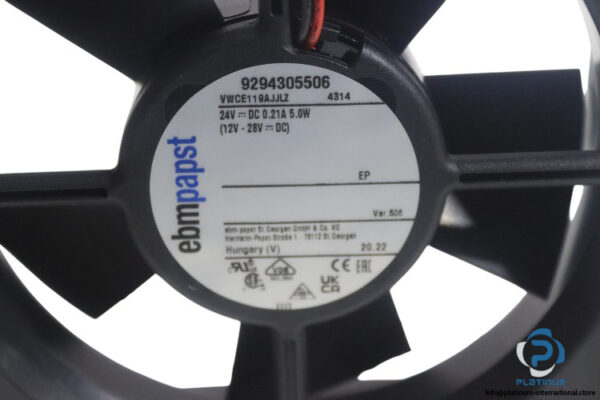 9294305506
VWCE119AJJLZ 4314
24V ⎓ DC 0.21A 5.0W
(12V - 28V ⎓ DC)
EP
ebmpapst
Ver.506
ebm-papst St.Georgen GmbH & Co. KG
Hermann-Papst-Straße 1 - 78112 St.Georgen
Hungary (V) 20.22
CE EAC
UK
CA
PLATINUM
info@platinum-international.store